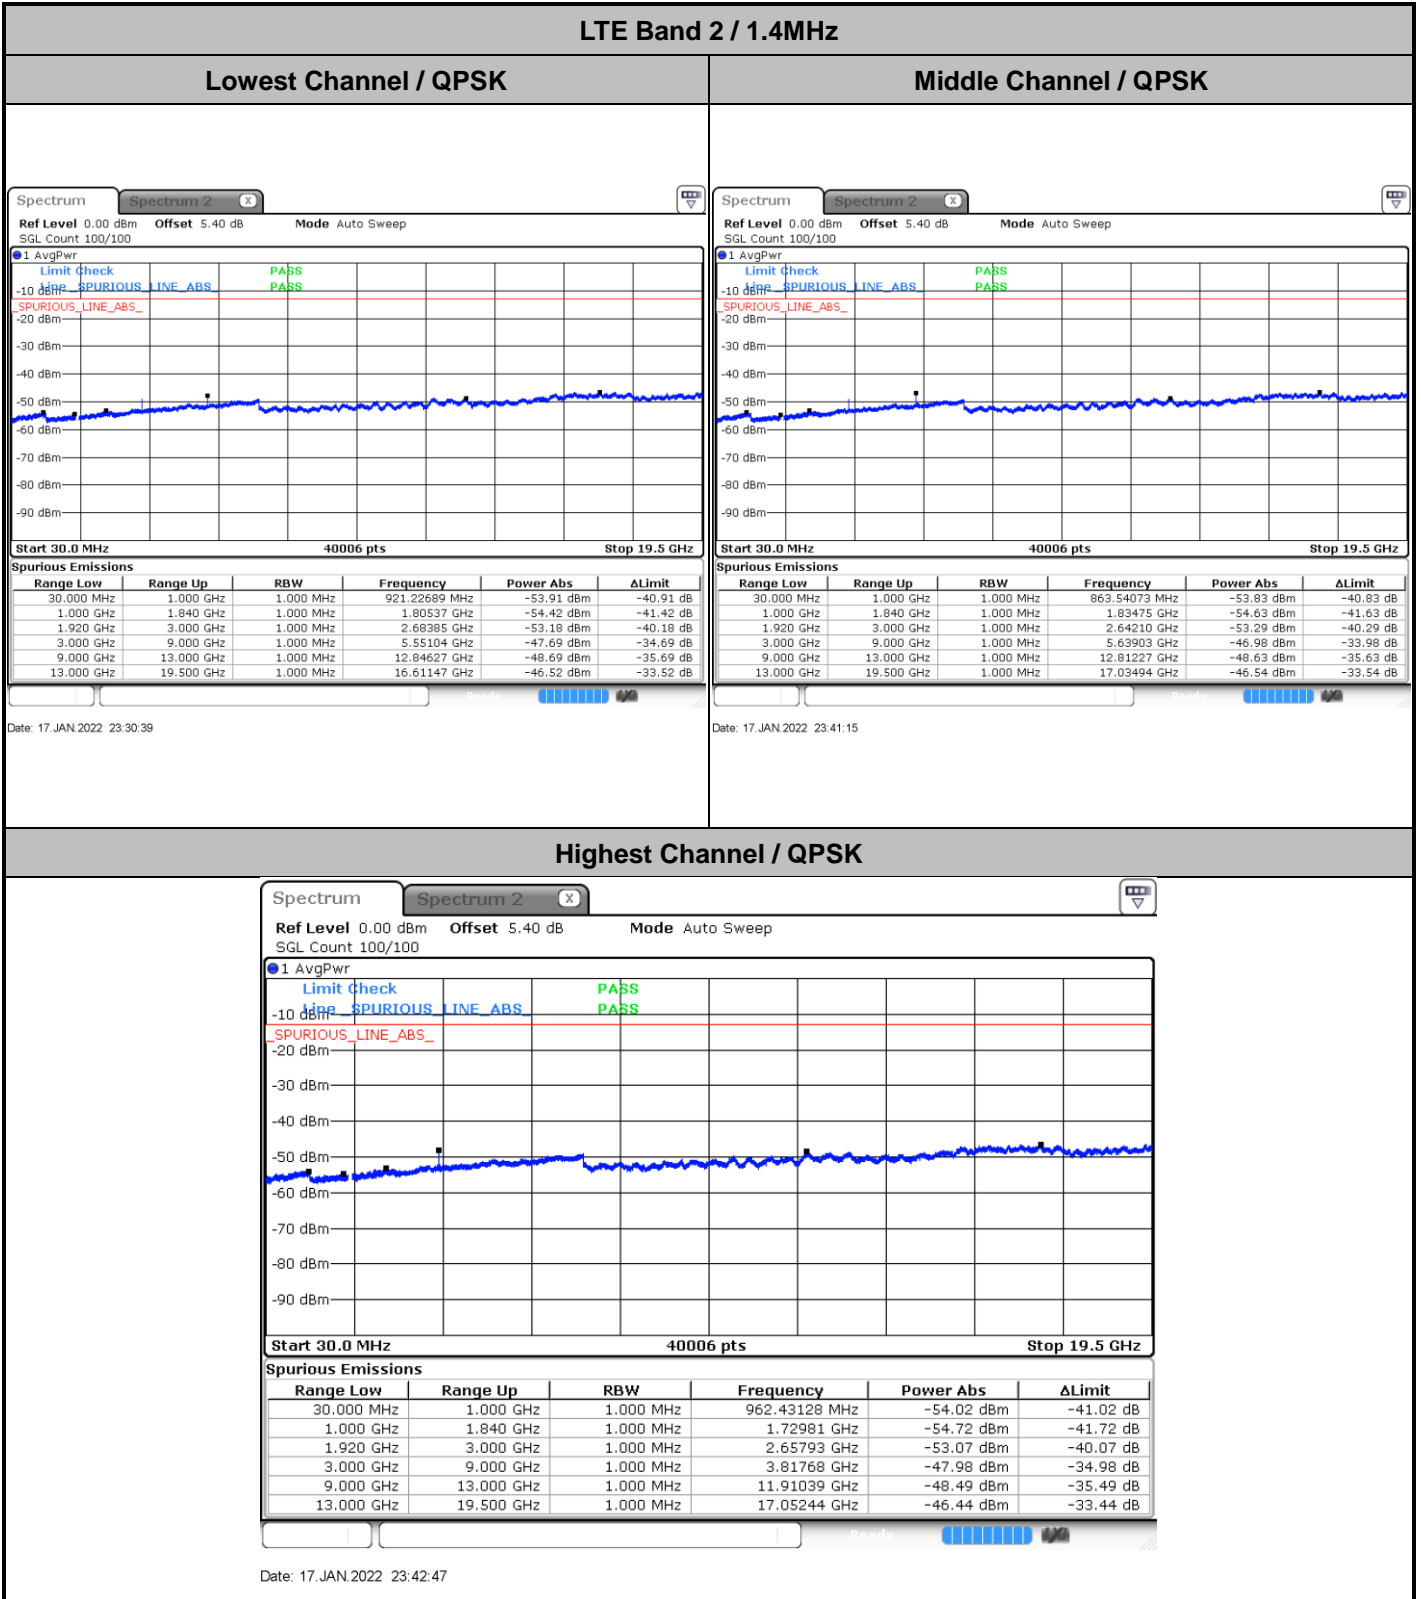 LTE Band 2 / 1.4MHz
Lowest Channel / QPSK
Middle Channel / QPSK
Spectrum Spectrum 2 X
Ref Level 0.00 dBm Offset 5.40 dB Mode Auto Sweep
SGL Count 100/100
1 AvgPwr
Limit Check PASS
-10 dBm Line _SPURIOUS_LINE_ABS_ PASS
_SPURIOUS_LINE_ABS_
-20 dBm
-30 dBm
-40 dBm
-50 dBm
-60 dBm
-70 dBm
-80 dBm
-90 dBm
Start 30.0 MHz 40006 pts Stop 19.5 GHz
Spurious Emissions
Range Low Range Up RBW Frequency Power Abs ΔLimit
30.000 MHz 1.000 GHz 1.000 MHz 921.22689 MHz -53.91 dBm -40.91 dB
1.000 GHz 1.840 GHz 1.000 MHz 1.80537 GHz -54.42 dBm -41.42 dB
1.920 GHz 3.000 GHz 1.000 MHz 2.68385 GHz -53.18 dBm -40.18 dB
3.000 GHz 9.000 GHz 1.000 MHz 5.55104 GHz -47.69 dBm -34.69 dB
9.000 GHz 13.000 GHz 1.000 MHz 12.84627 GHz -48.69 dBm -35.69 dB
13.000 GHz 19.500 GHz 1.000 MHz 16.61147 GHz -46.52 dBm -33.52 dB
Ready
Date: 17.JAN.2022 23:30:39
Spectrum Spectrum 2 X
Ref Level 0.00 dBm Offset 5.40 dB Mode Auto Sweep
SGL Count 100/100
1 AvgPwr
Limit Check PASS
-10 dBm Line _SPURIOUS_LINE_ABS_ PASS
_SPURIOUS_LINE_ABS_
-20 dBm
-30 dBm
-40 dBm
-50 dBm
-60 dBm
-70 dBm
-80 dBm
-90 dBm
Start 30.0 MHz 40006 pts Stop 19.5 GHz
Spurious Emissions
Range Low Range Up RBW Frequency Power Abs ΔLimit
30.000 MHz 1.000 GHz 1.000 MHz 863.54073 MHz -53.83 dBm -40.83 dB
1.000 GHz 1.840 GHz 1.000 MHz 1.83475 GHz -54.63 dBm -41.63 dB
1.920 GHz 3.000 GHz 1.000 MHz 2.64210 GHz -53.29 dBm -40.29 dB
3.000 GHz 9.000 GHz 1.000 MHz 5.63903 GHz -46.98 dBm -33.98 dB
9.000 GHz 13.000 GHz 1.000 MHz 12.81227 GHz -48.63 dBm -35.63 dB
13.000 GHz 19.500 GHz 1.000 MHz 17.03494 GHz -46.54 dBm -33.54 dB
Ready
Date: 17.JAN.2022 23:41:15
Highest Channel / QPSK
Spectrum Spectrum 2 X
Ref Level 0.00 dBm Offset 5.40 dB Mode Auto Sweep
SGL Count 100/100
1 AvgPwr
Limit Check PASS
-10 dBm Line _SPURIOUS_LINE_ABS_ PASS
_SPURIOUS_LINE_ABS_
-20 dBm
-30 dBm
-40 dBm
-50 dBm
-60 dBm
-70 dBm
-80 dBm
-90 dBm
Start 30.0 MHz 40006 pts Stop 19.5 GHz
Spurious Emissions
Range Low Range Up RBW Frequency Power Abs ΔLimit
30.000 MHz 1.000 GHz 1.000 MHz 962.43128 MHz -54.02 dBm -41.02 dB
1.000 GHz 1.840 GHz 1.000 MHz 1.72981 GHz -54.72 dBm -41.72 dB
1.920 GHz 3.000 GHz 1.000 MHz 2.65793 GHz -53.07 dBm -40.07 dB
3.000 GHz 9.000 GHz 1.000 MHz 3.81768 GHz -47.98 dBm -34.98 dB
9.000 GHz 13.000 GHz 1.000 MHz 11.91039 GHz -48.49 dBm -35.49 dB
13.000 GHz 19.500 GHz 1.000 MHz 17.05244 GHz -46.44 dBm -33.44 dB
Ready
Date: 17.JAN.2022 23:42:47